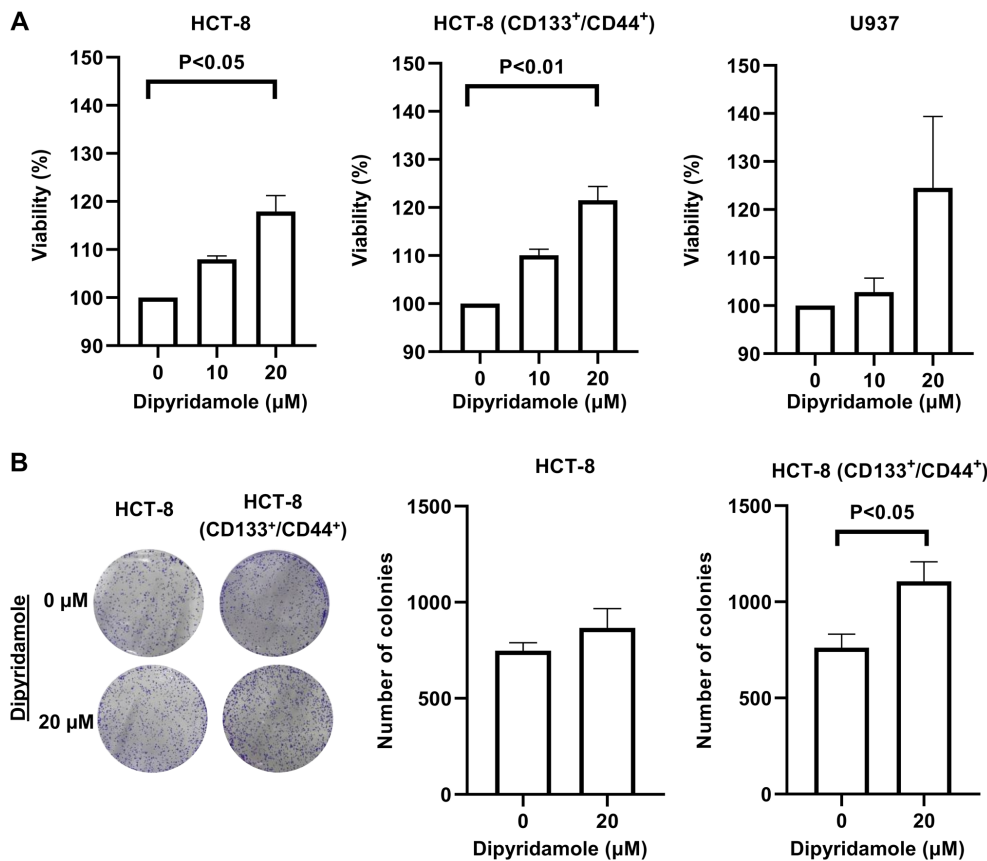 A
HCT-8
150
140
130
120
110
100
90
Viability (%)
P<0.05
0 10 20
Dipyridamole (µM)
HCT-8 (CD133⁺/CD44⁺)
150
140
130
120
110
100
90
Viability (%)
P<0.01
0 10 20
Dipyridamole (µM)
U937
150
140
130
120
110
100
90
Viability (%)
0 10 20
Dipyridamole (µM)
B
HCT-8
HCT-8
(CD133⁺/CD44⁺)
Dipyridamole
0 µM
20 µM
HCT-8
1500
1000
500
0
Number of colonies
0 20
Dipyridamole (µM)
HCT-8 (CD133⁺/CD44⁺)
1500
1000
500
0
Number of colonies
P<0.05
0 20
Dipyridamole (µM)